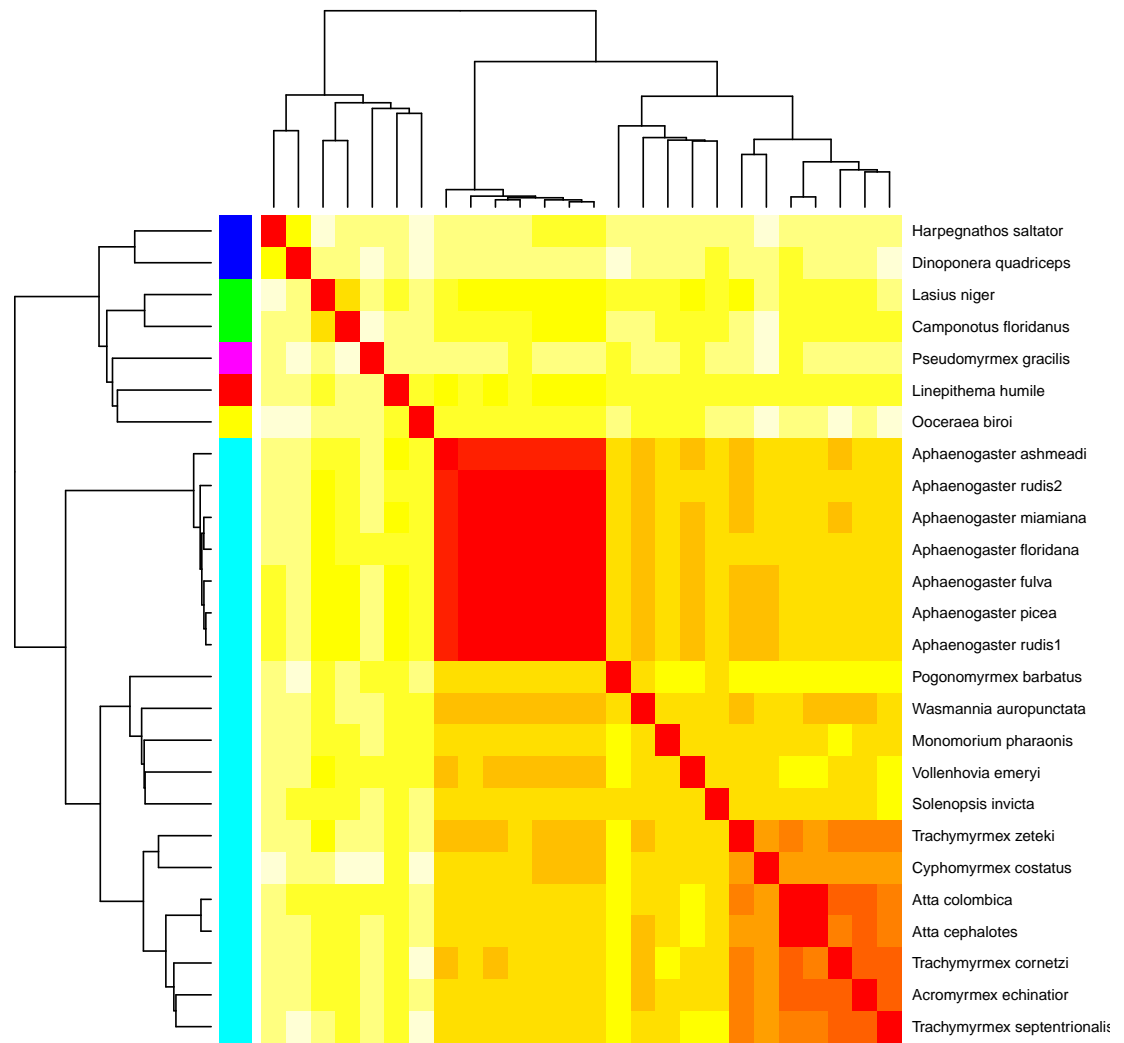 Harpegnathos saltator
Dinoponera quadriceps
Lasius niger
Camponotus floridanus
Pseudomyrmex gracilis
Linepithema humile
Ooceraea biroi
Aphaenogaster ashmeadi
Aphaenogaster rudis2
Aphaenogaster miamiana
Aphaenogaster floridana
Aphaenogaster fulva
Aphaenogaster picea
Aphaenogaster rudis1
Pogonomyrmex barbatus
Wasmannia auropunctata
Monomorium pharaonis
Vollenhovia emeryi
Solenopsis invicta
Trachymyrmex zeteki
Cyphomyrmex costatus
Atta colombica
Atta cephalotes
Trachymyrmex cornetzi
Acromyrmex echinatior
Trachymyrmex septentrionalis